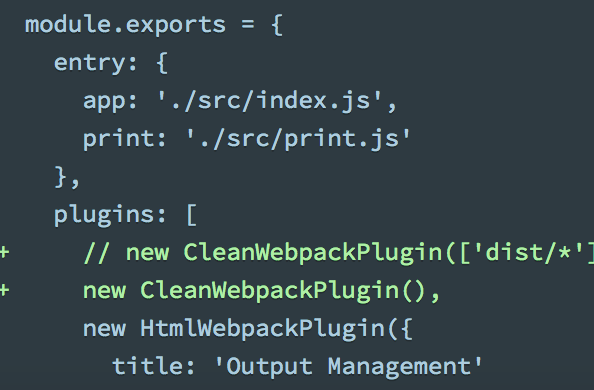 module.exports = {
entry: {
app: './src/index.js',
print: './src/print.js'
},
plugins: [
+ // new CleanWebpackPlugin(['dist/*']
+ new CleanWebpackPlugin(),
new HtmlWebpackPlugin({
title: 'Output Management'